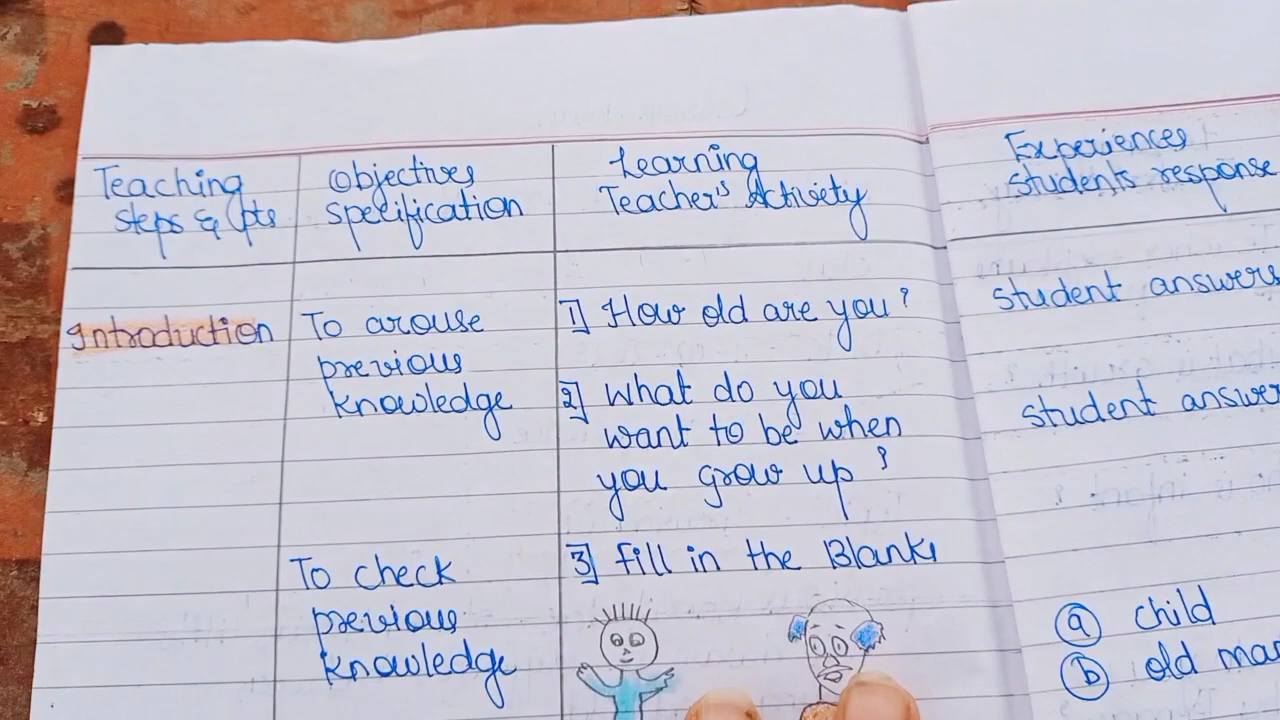 Teaching
steps & pts
Objectives
specification
Learning
Teacher's Activity
Experiences
students response
Introduction
To arouse
previous
knowledge
1] How old are you?
student answers
2] What do you
want to be when
you grow up?
student answer
To check
previous
knowledge
3] fill in the Blanks
a child
b old man